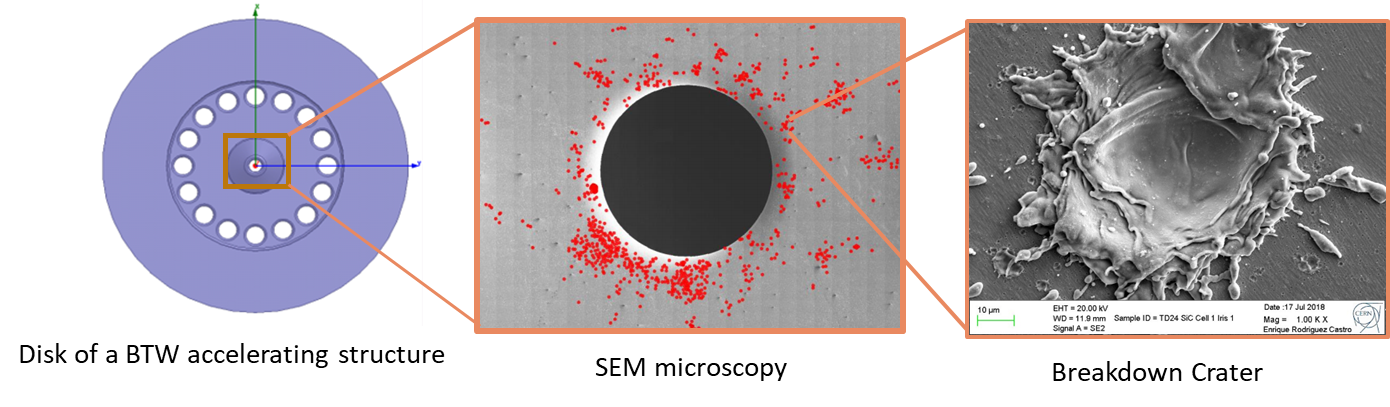 10 µm
EHT = 20.00 kV
WD = 11.9 mm
Signal A = SE2
Sample ID = TD24 SiC Cell 1 Iris 1
Date :17 Jul 2018
Mag = 1.00 K X
Enrique Rodriguez Castro
CERN
Disk of a BTW accelerating structure
SEM microscopy
Breakdown Crater